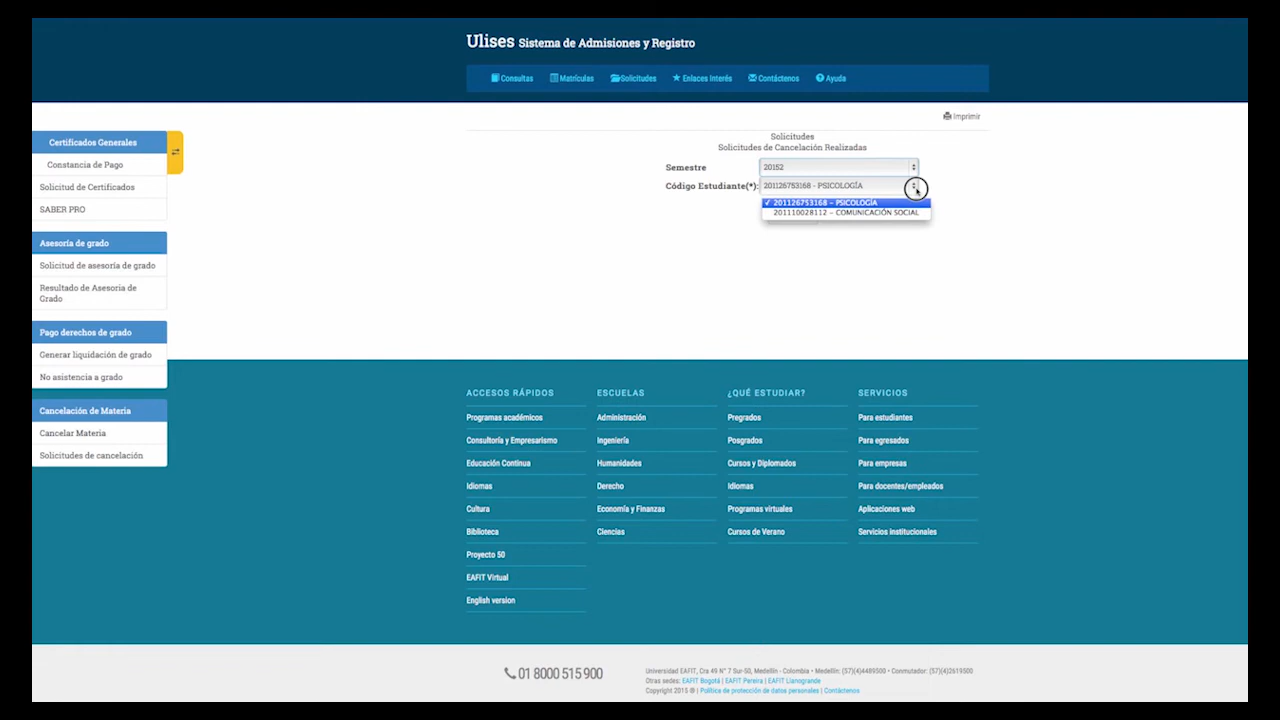 Ulises Sistema de Admisiones y Registro
Consultas Matrículas Solicitudes Enlaces Interés Contáctenos Ayuda
Imprimir
Solicitudes
Solicitudes de Cancelación Realizadas
Semestre 20152
Código Estudiante(*): 201126753168 - PSICOLOGÍA
✓ 201126753168 - PSICOLOGÍA
201110028112 - COMUNICACIÓN SOCIAL
Certificados Generales
Constancia de Pago
Solicitud de Certificados
SABER PRO
Asesoría de grado
Solicitud de asesoría de grado
Resultado de Asesoria de
Grado
Pago derechos de grado
Generar liquidación de grado
No asistencia a grado
Cancelación de Materia
Cancelar Materia
Solicitudes de cancelación
ACCESOS RÁPIDOS
Programas académicos
Consultoría y Empresarismo
Educación Continua
Idiomas
Cultura
Biblioteca
Proyecto 50
EAFIT Virtual
English version
ESCUELAS
Administración
Ingeniería
Humanidades
Derecho
Economía y Finanzas
Ciencias
¿QUÉ ESTUDIAR?
Pregrados
Posgrados
Cursos y Diplomados
Idiomas
Programas virtuales
Cursos de Verano
SERVICIOS
Para estudiantes
Para egresados
Para empresas
Para docentes/empleados
Aplicaciones web
Servicios institucionales
01 8000 515 900
Universidad EAFIT, Cra 49 N° 7 Sur-50, Medellín - Colombia • Medellín: (57)(4)4489500 • Conmutador: (57)(4)2619500
Otras sedes: EAFIT Bogotá | EAFIT Pereira | EAFIT Llanogrande
Copyright 2015 ® | Política de protección de datos personales | Contáctenos